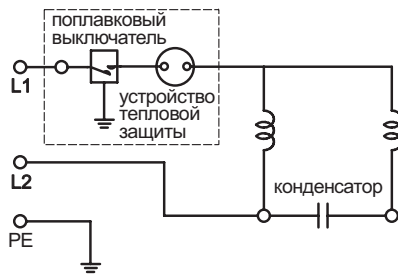 поплавковый
выключатель
L1
устройство
тепловой
защиты
L2
конденсатор
PE